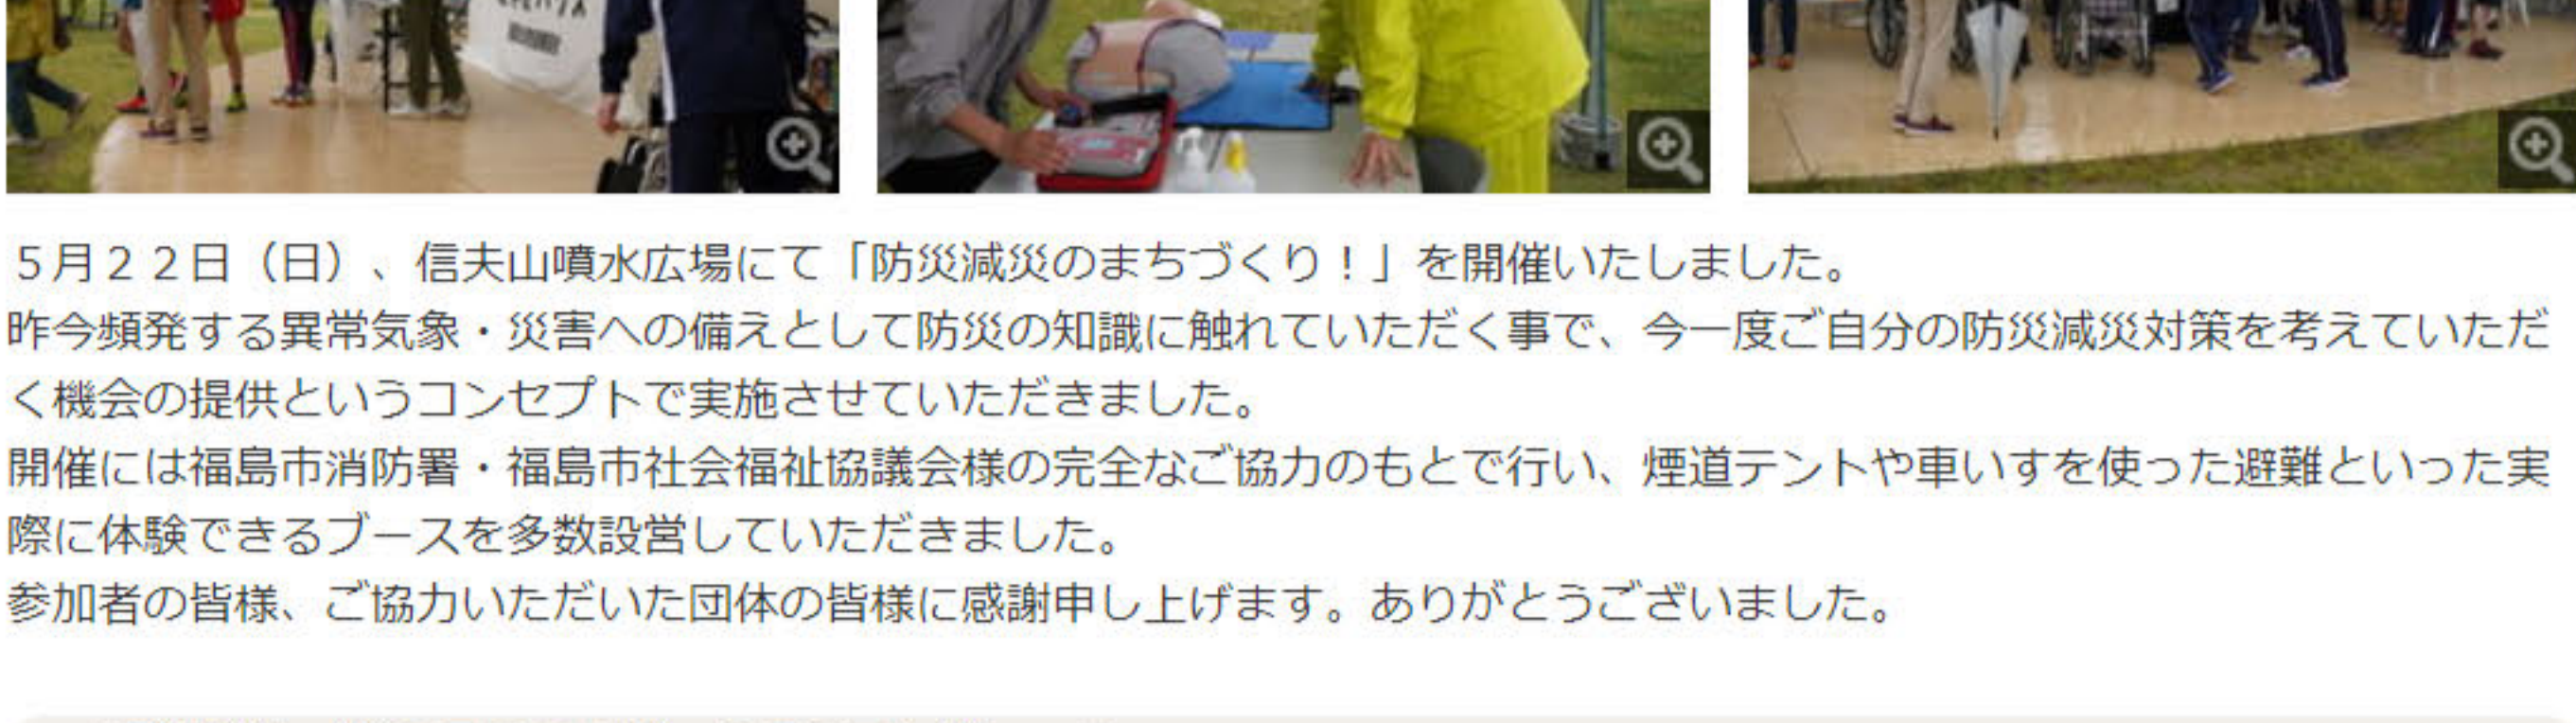 ５月２２日（日）、信夫山噴水広場にて「防災減災のまちづくり！」を開催いたしました。
昨今頻発する異常気象・災害への備えとして防災の知識に触れていただく事で、今一度ご自分の防災減災対策を考えていただ
く機会の提供というコンセプトで実施させていただきました。
開催には福島市消防署・福島市社会福祉協議会様の完全なご協力のもとで行い、煙道テントや車いすを使った避難といった実
際に体験できるブースを多数設営していただきました。
参加者の皆様、ご協力いただいた団体の皆様に感謝申し上げます。ありがとうございました。